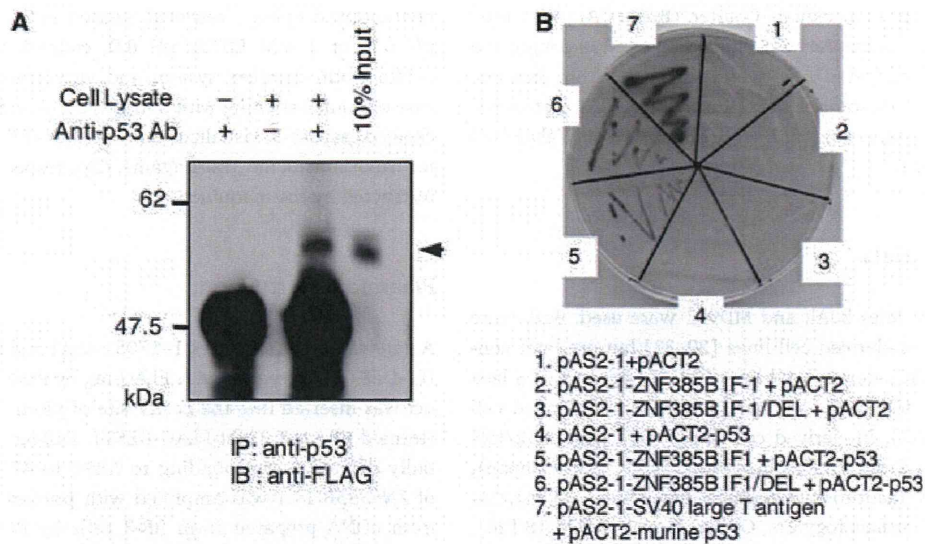 A
Cell Lysate – + +
Anti-p53 Ab + – +
10% Input
62
47.5
kDa
IP: anti-p53
IB: anti-FLAG
B
7
1
6
2
5
3
4
1. pAS2-1+pACT2
2. pAS2-1-ZNF385B IF-1 + pACT2
3. pAS2-1-ZNF385B IF-1/DEL + pACT2
4. pAS2-1 + pACT2-p53
5. pAS2-1-ZNF385B IF1 + pACT2-p53
6. pAS2-1-ZNF385B IF1/DEL + pACT2-p53
7. pAS2-1-SV40 large T antigen
+ pACT2-murine p53